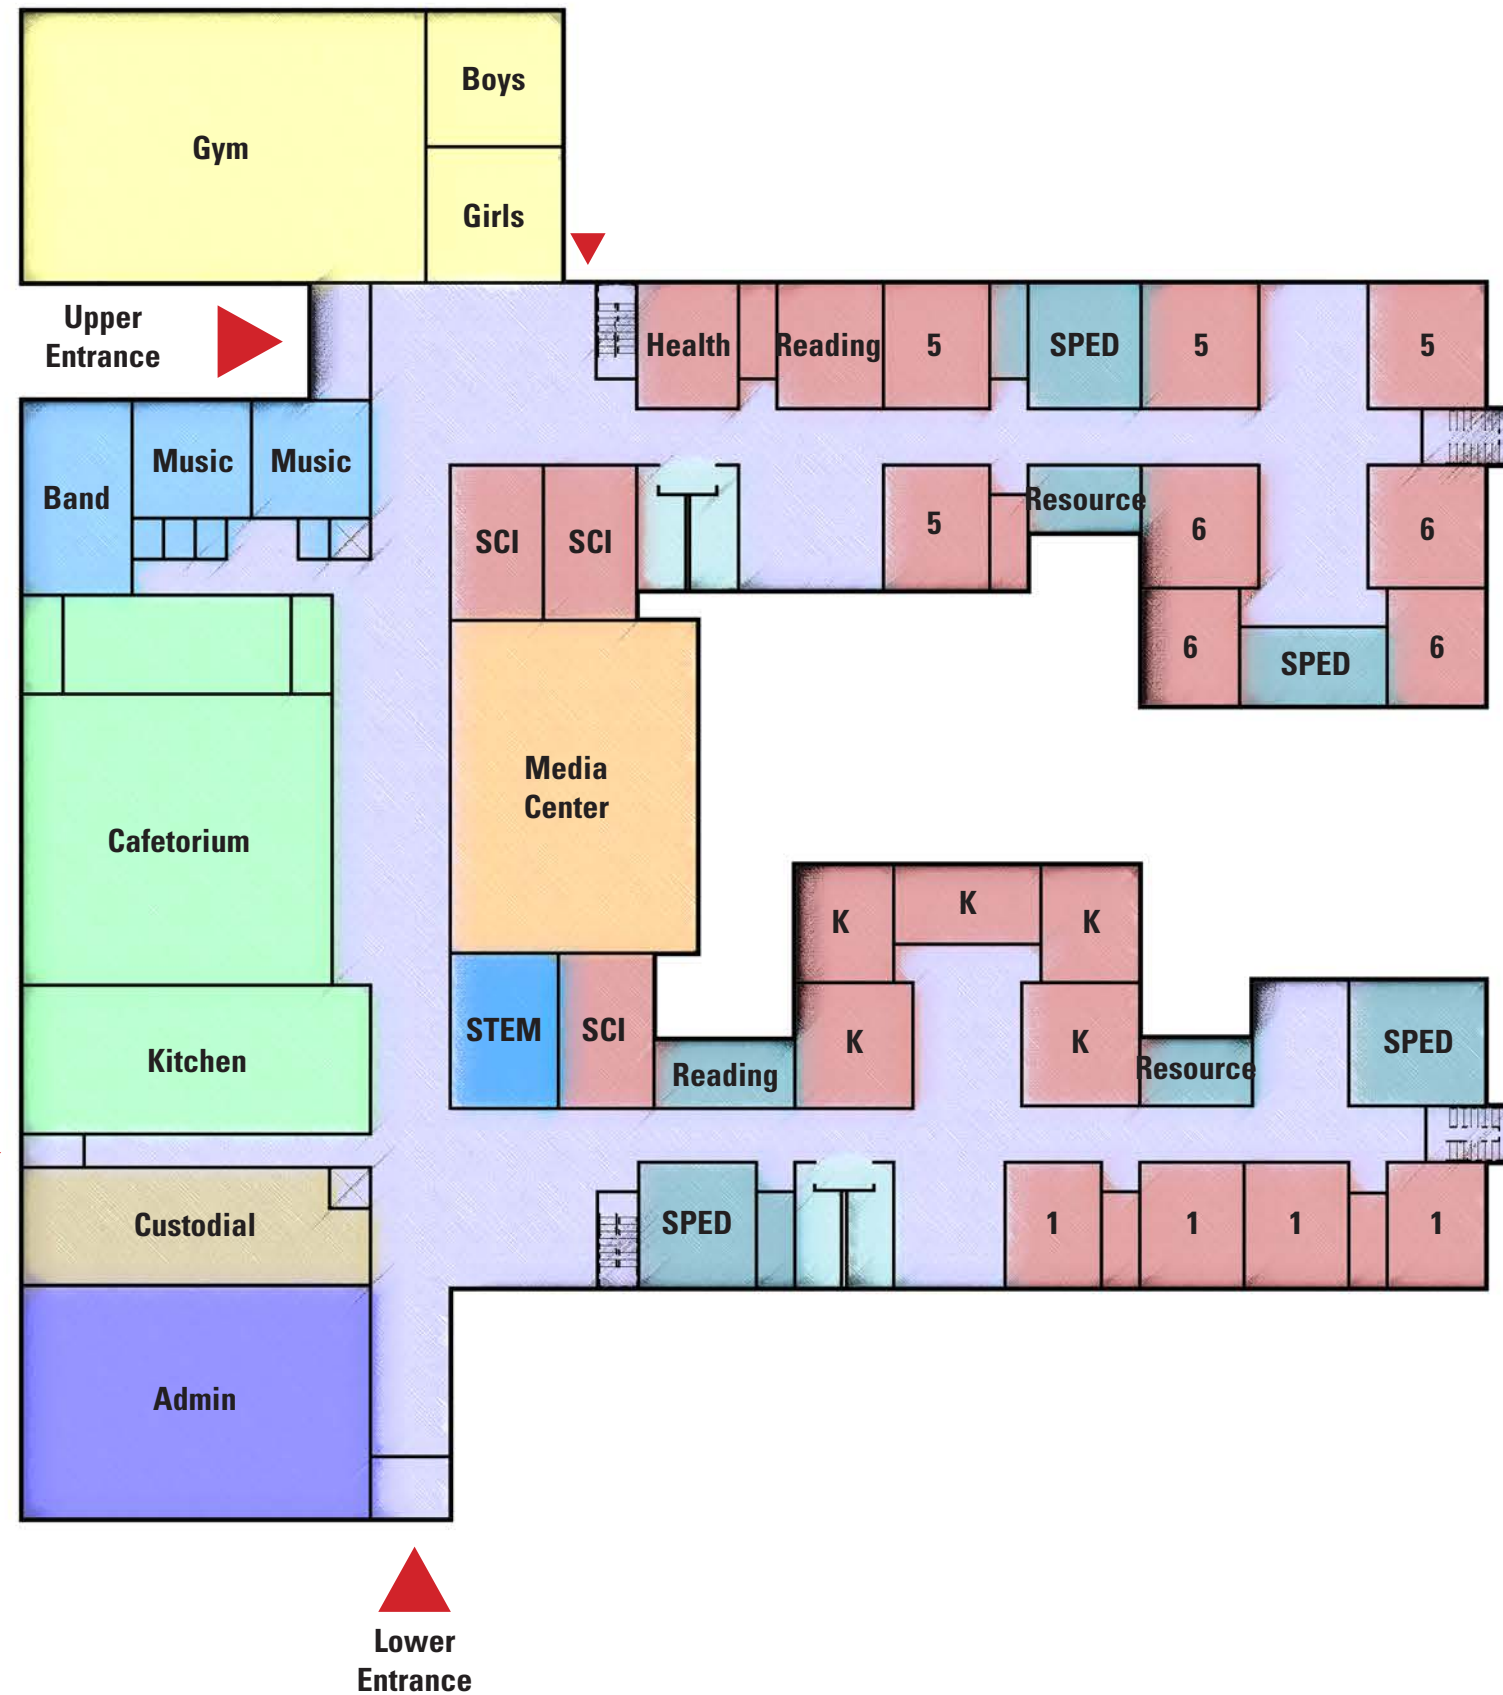 Boys
Gym
Girls
Upper
Entrance
Health
Reading
5
SPED
5
5
Music
Music
Band
SCI
SCI
5
Resource
6
6
6
SPED
6
Media
Center
Cafetorium
K
K
K
STEM
SCI
Reading
K
K
Resource
SPED
Kitchen
Custodial
SPED
1
1
1
1
Admin
Lower
Entrance